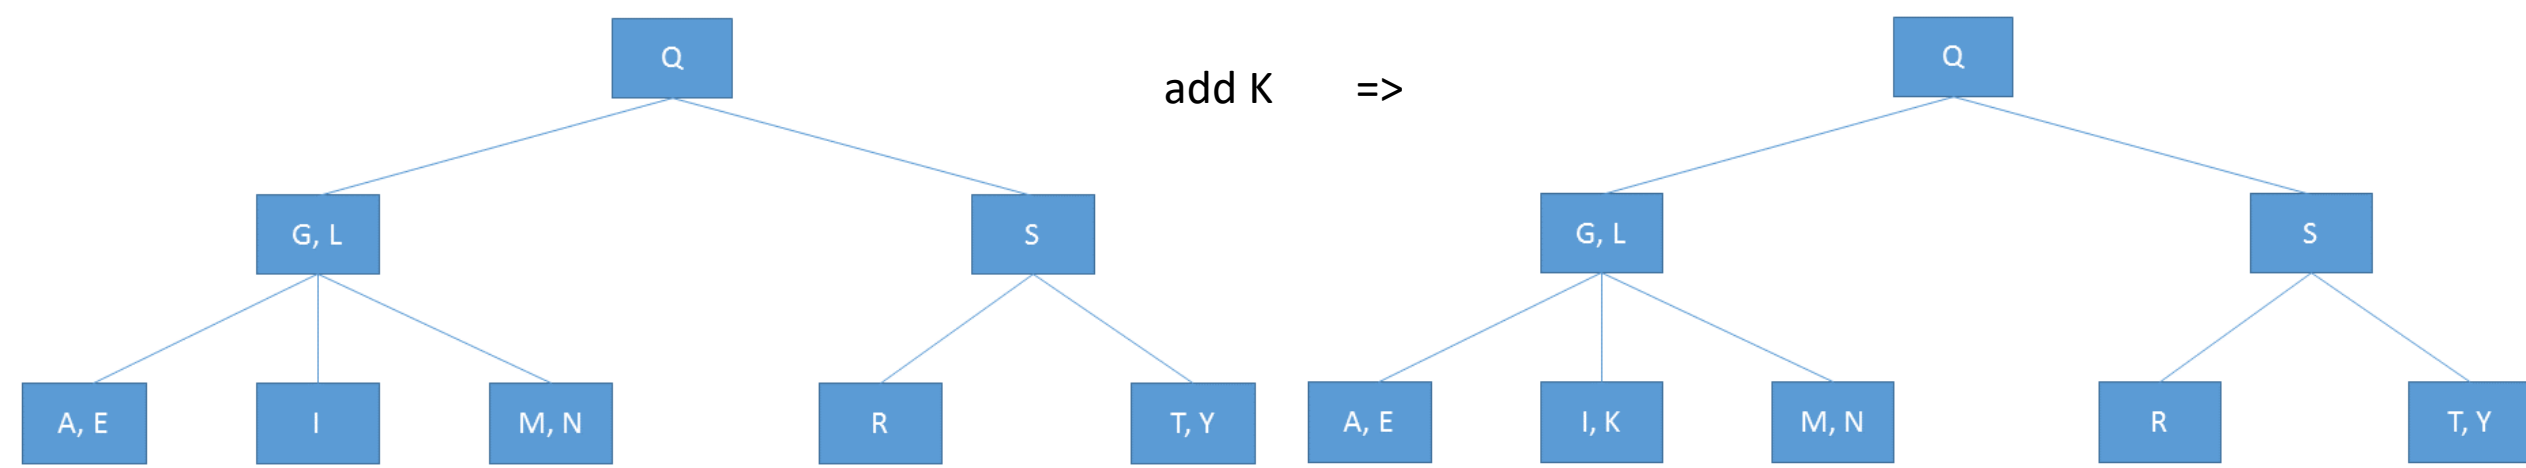 Q
add K =>
Q
G, L
S
G, L
S
A, E
I
M, N
R
T, Y
A, E
I, K
M, N
R
T, Y